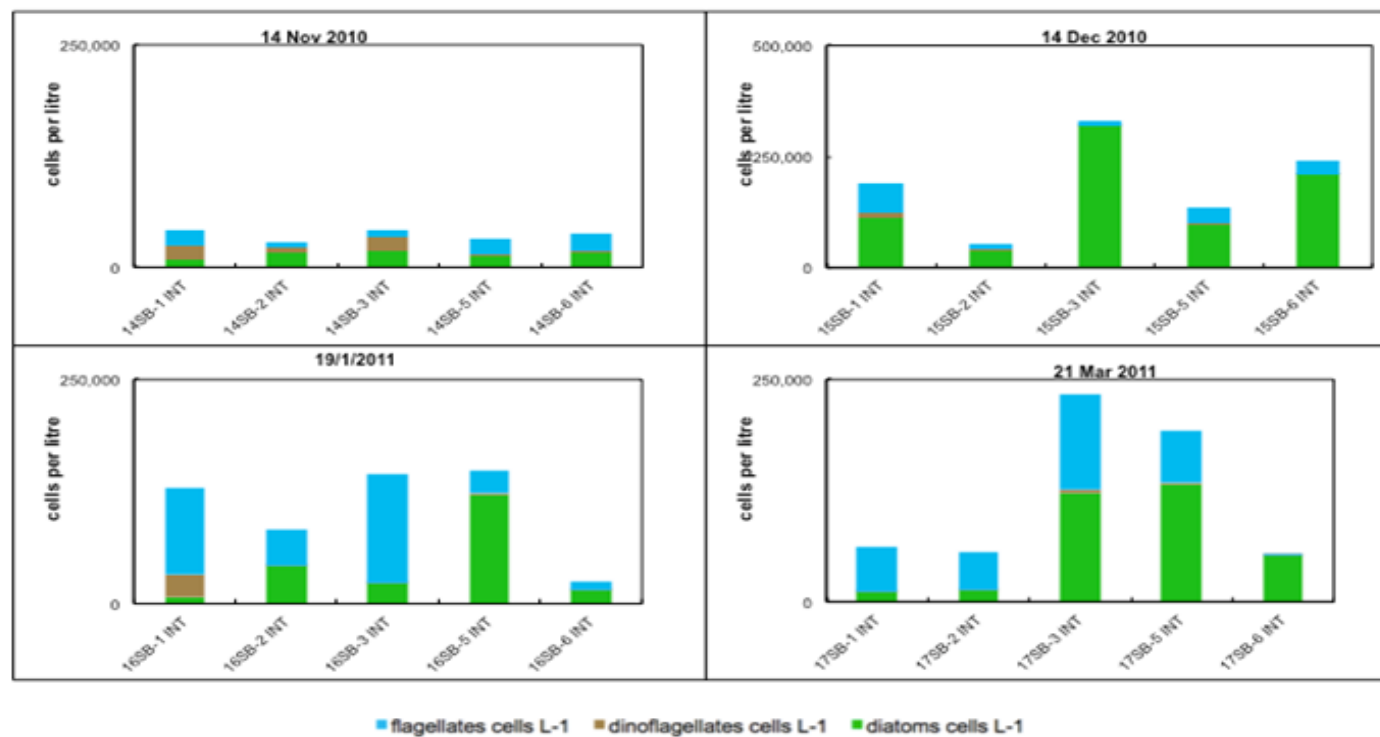 14 Nov 2010
250,000
cells per litre
0
14SB-1 INT
14SB-2 INT
14SB-3 INT
14SB-5 INT
14SB-6 INT
14 Dec 2010
500,000
cells per litre
250,000
0
15SB-1 INT
15SB-2 INT
15SB-3 INT
15SB-5 INT
15SB-6 INT
19/1/2011
250,000
cells per litre
0
16SB-1 INT
16SB-2 INT
16SB-3 INT
16SB-5 INT
16SB-6 INT
21 Mar 2011
250,000
cells per litre
0
17SB-1 INT
17SB-2 INT
17SB-3 INT
17SB-5 INT
17SB-6 INT
flagellates cells L-1 dinoflagellates cells L-1 diatoms cells L-1